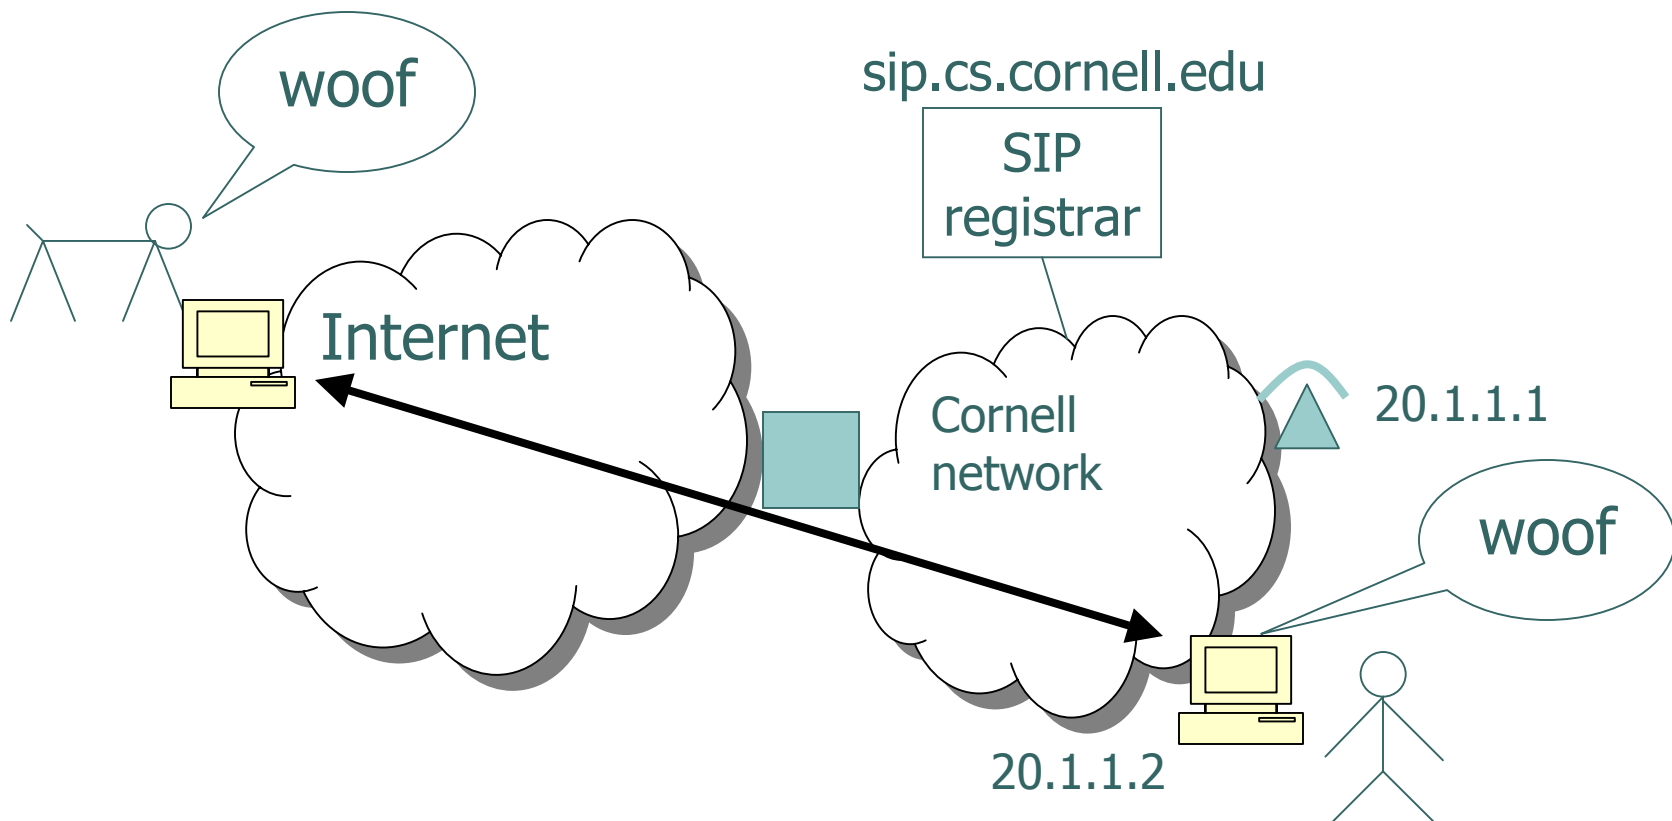 woof
sip.cs.cornell.edu
SIP
registrar
Internet
Cornell
network
20.1.1.1
woof
20.1.1.2